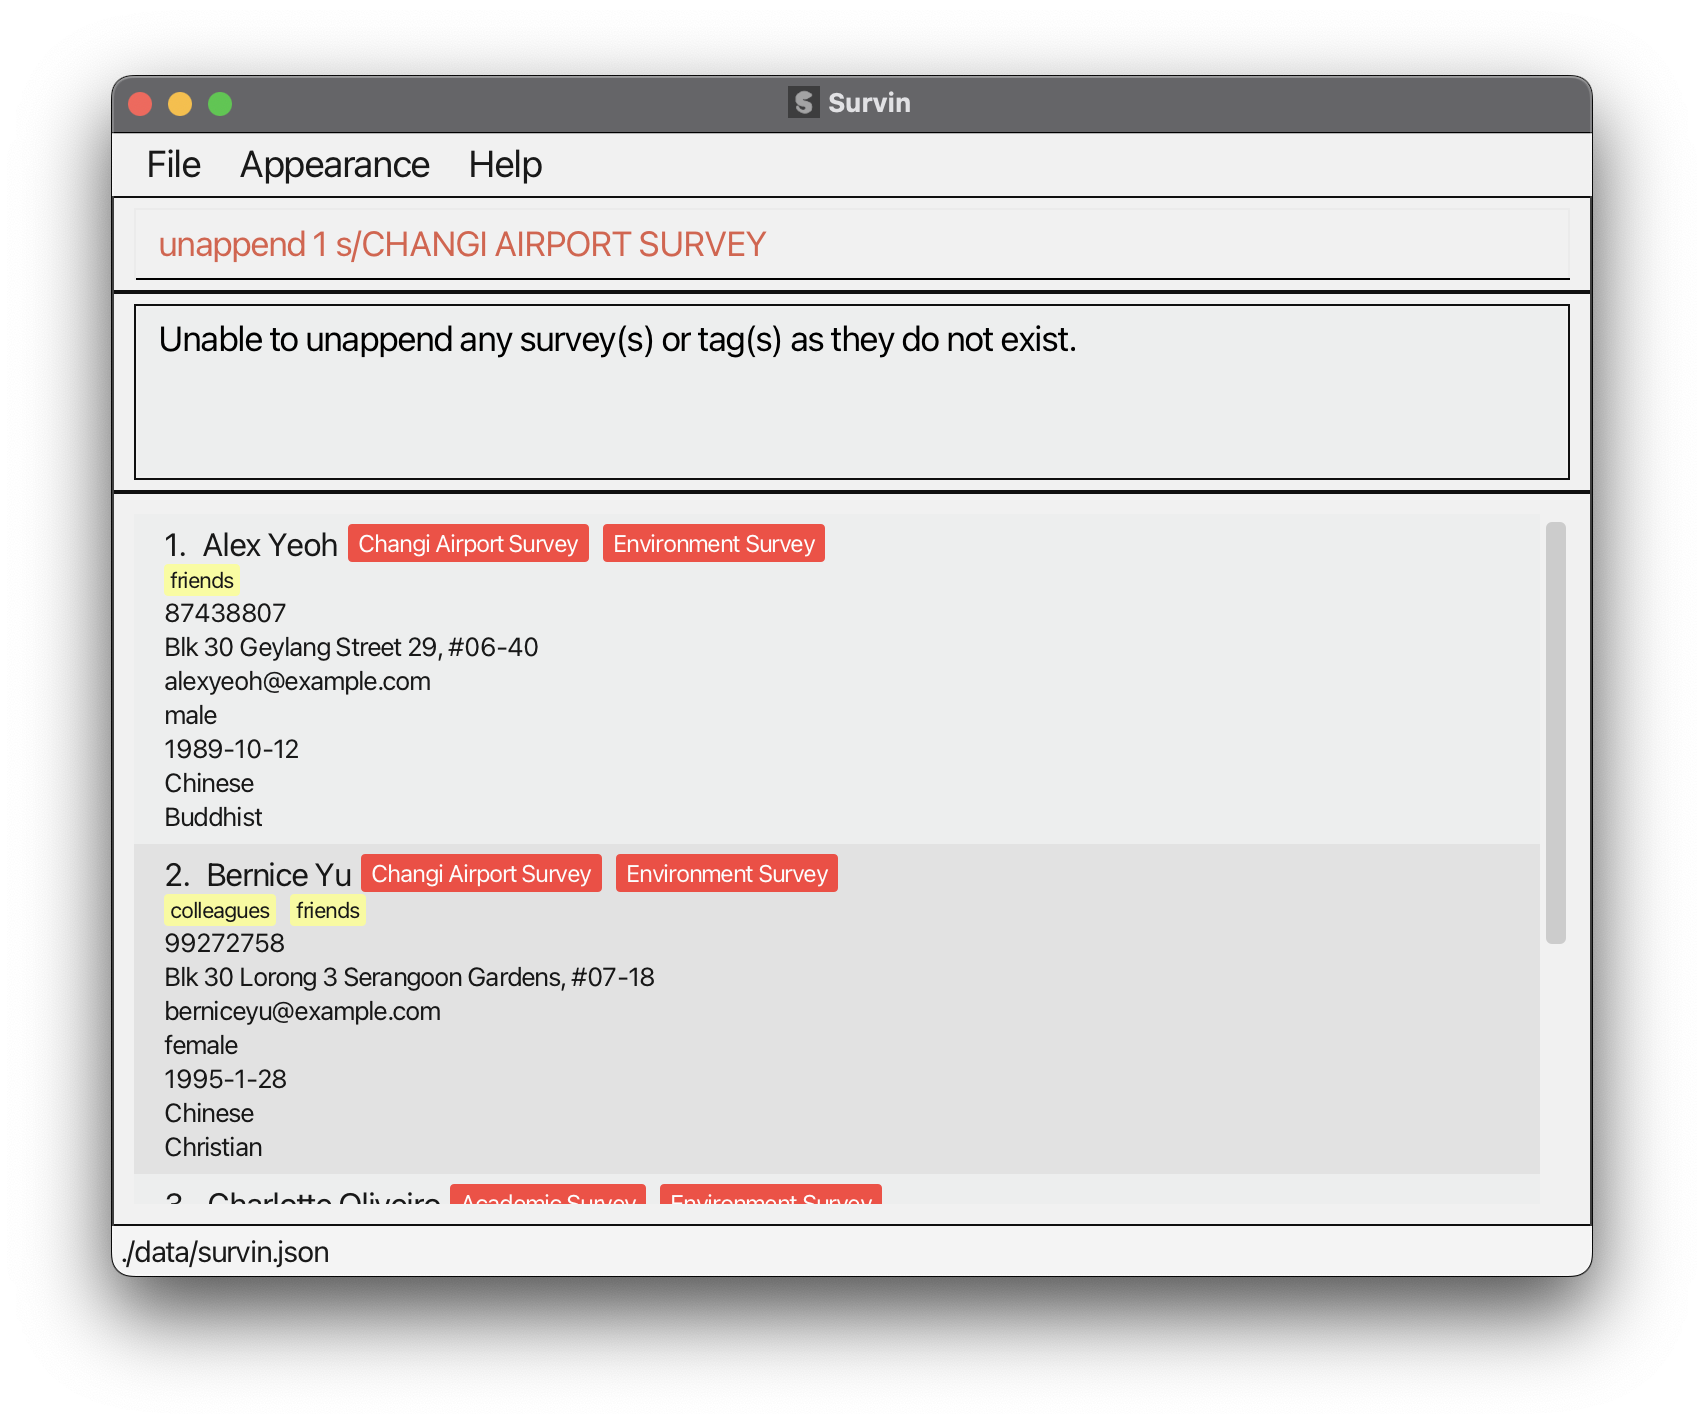 Survin
File Appearance Help
unappend 1 s/CHANGI AIRPORT SURVEY
Unable to unappend any survey(s) or tag(s) as they do not exist.
1. Alex Yeoh Changi Airport Survey Environment Survey
friends
87438807
Blk 30 Geylang Street 29, #06-40
alexyeoh@example.com
male
1989-10-12
Chinese
Buddhist
2. Bernice Yu Changi Airport Survey Environment Survey
colleagues friends
99272758
Blk 30 Lorong 3 Serangoon Gardens, #07-18
berniceyu@example.com
female
1995-1-28
Chinese
Christian
3. Charlotte Oliveiro Academic Survey Environment Survey
./data/survin.json